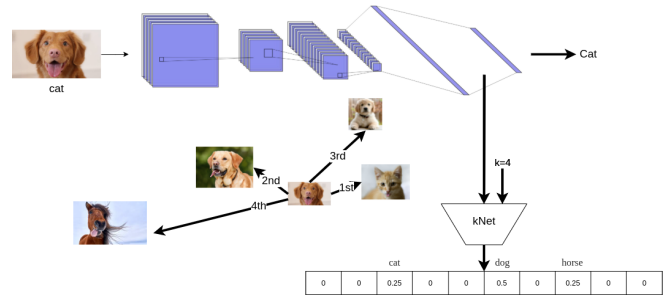 cat
Cat
k=4
3rd
2nd
1st
4th
kNet
cat dog horse
0 0 0.25 0 0 0.5 0 0.25 0 0